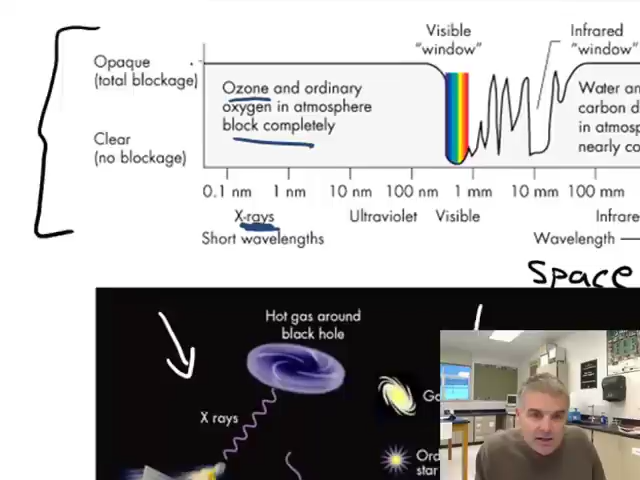 Visible
"window"
Infrared
"window"
Opaque
(total blockage)
Ozone and ordinary
oxygen in atmosphere
block completely
Water an
carbon d
in atmosp
nearly co
Clear
(no blockage)
0.1 nm 1 nm 10 nm 100 nm 1 mm 10 mm 100 mm
X-rays Ultraviolet Visible Infrare
Short wavelengths Wavelength
Space
Hot gas around
black hole
X rays
Ga
Ord
star